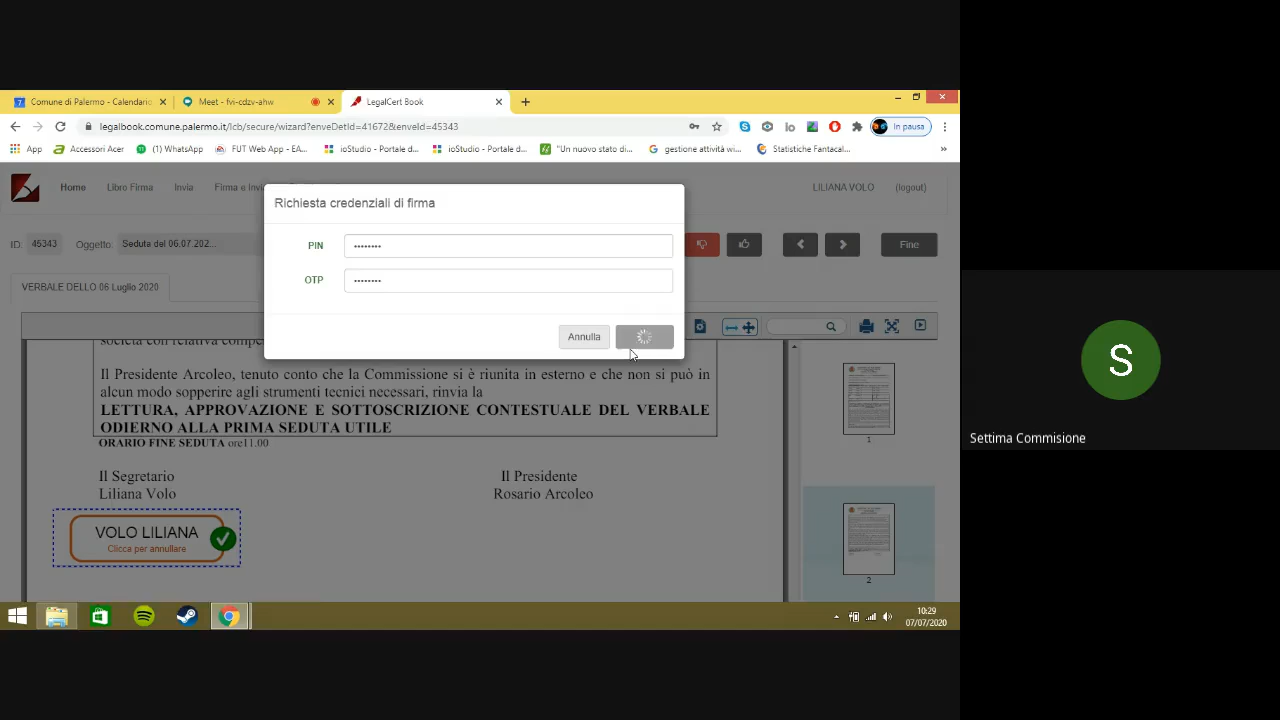 Comune di Palermo - Calendario
Meet - fvi-cdzv-ahw
LegalCert Book
legalbook.comune.palermo.it/lcb/secure/wizard?enveDetId=41672&enveId=45343
In pausa
App
Accessori Acer
(1) WhatsApp
FUT Web App - EA...
ioStudio - Portale d...
ioStudio - Portale d...
"Un nuovo stato di...
gestione attività wi...
Statistiche Fantacal...
»
Home
Libro Firma
Invia
Firma e Invia
LILIANA VOLO
(logout)
Richiesta credenziali di firma
PIN
••••••••
OTP
••••••••
Annulla
ID:
45343
Oggetto:
Seduta del 06.07.202...
Fine
VERBALE DELLO 06 Luglio 2020
società con relativa
Il Presidente Arcoleo, tenuto conto che la Commissione si è riunita in esterno e che non si può in
alcun modo sopperire agli strumenti tecnici necessari, rinvia la
LETTURA, APPROVAZIONE E SOTTOSCRIZIONE CONTESTUALE DEL VERBALE
ODIERNO ALLA PRIMA SEDUTA UTILE
ORARIO FINE SEDUTA ore11.00
Il Segretario
Il Presidente
Liliana Volo
Rosario Arcoleo
VOLO LILIANA
Clicca per annullare
1
2
10:29
07/07/2020
S
Settima Commisione